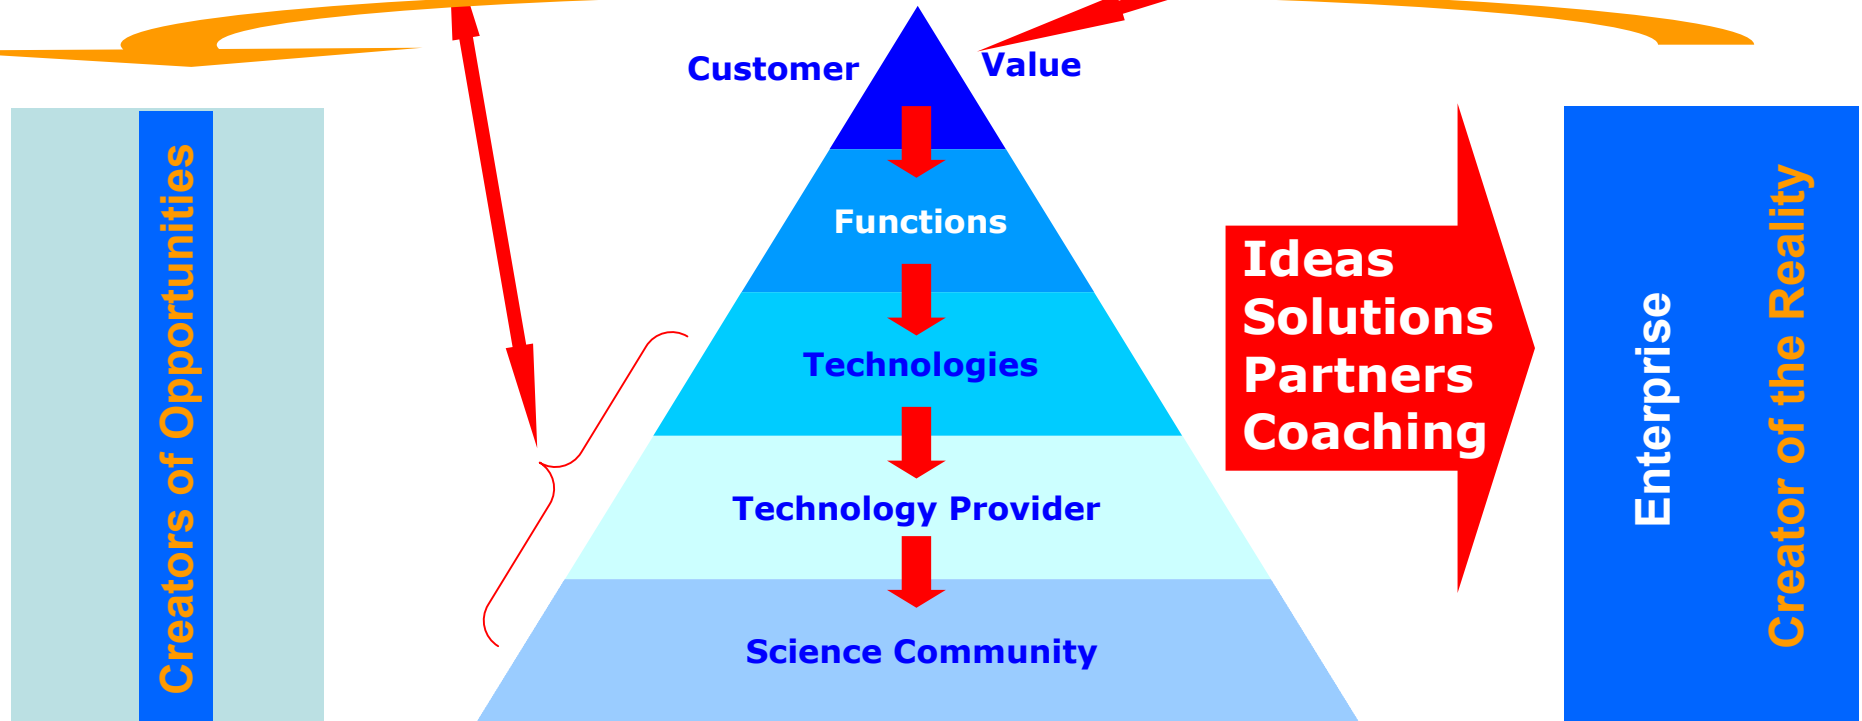 Customer
Value
Functions
Technologies
Technology Provider
Science Community
Creators of Opportunities
Ideas
Solutions
Partners
Coaching
Enterprise
Creator of the Reality